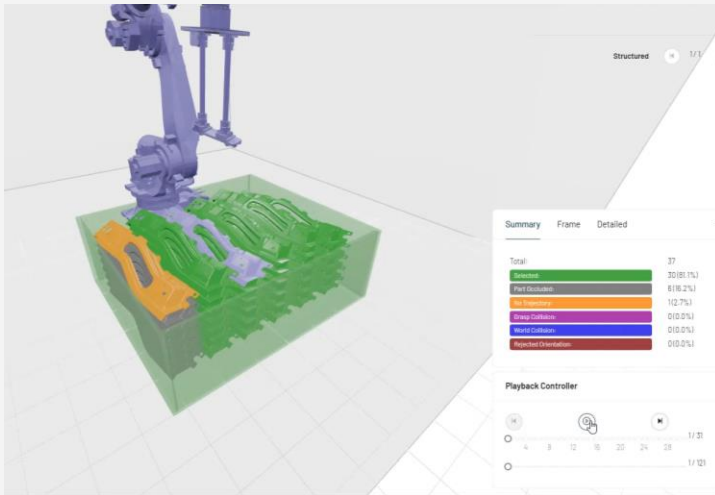 Structured 1/1
Summary Frame Detailed
Total: 37
Selected: 30(81.1%)
Part Occluded: 6(16.2%)
No Trajectory: 1(2.7%)
Grasp Collision: 0(0.0%)
World Collision: 0(0.0%)
Rejected Orientation: 0(0.0%)
Playback Controller
1/31
4 8 12 16 20 24 28
1/121